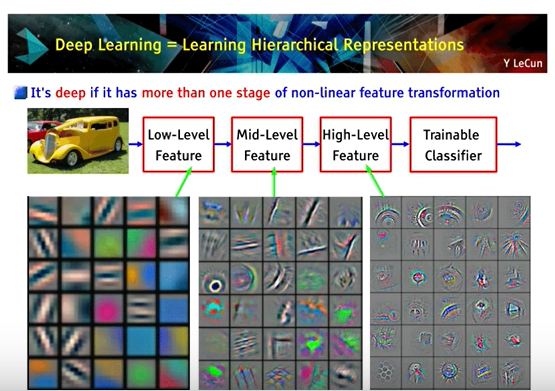 Deep Learning = Learning Hierarchical Representations
Y LeCun
It's deep if it has more than one stage of non-linear feature transformation
Low-Level
Feature
Mid-Level
Feature
High-Level
Feature
Trainable
Classifier